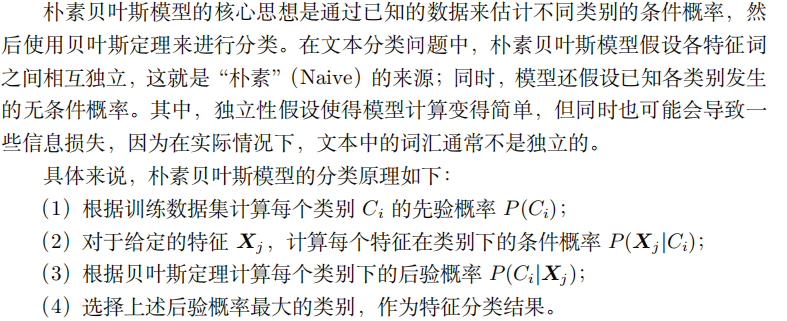 朴素贝叶斯模型的核心思想是通过已知的数据来估计不同类别的条件概率，然
后使用贝叶斯定理来进行分类。在文本分类问题中，朴素贝叶斯模型假设各特征词
之间相互独立，这就是“朴素”（Naive）的来源；同时，模型还假设已知各类别发生
的无条件概率。其中，独立性假设使得模型计算变得简单，但同时也可能会导致一
些信息损失，因为在实际情况下，文本中的词汇通常不是独立的。
具体来说，朴素贝叶斯模型的分类原理如下：
（1）根据训练数据集计算每个类别 C_i 的先验概率 P(C_i)；
（2）对于给定的特征 X_j，计算每个特征在类别下的条件概率 P(X_j|C_i)；
（3）根据贝叶斯定理计算每个类别下的后验概率 P(C_i|X_j)；
（4）选择上述后验概率最大的类别，作为特征分类结果。